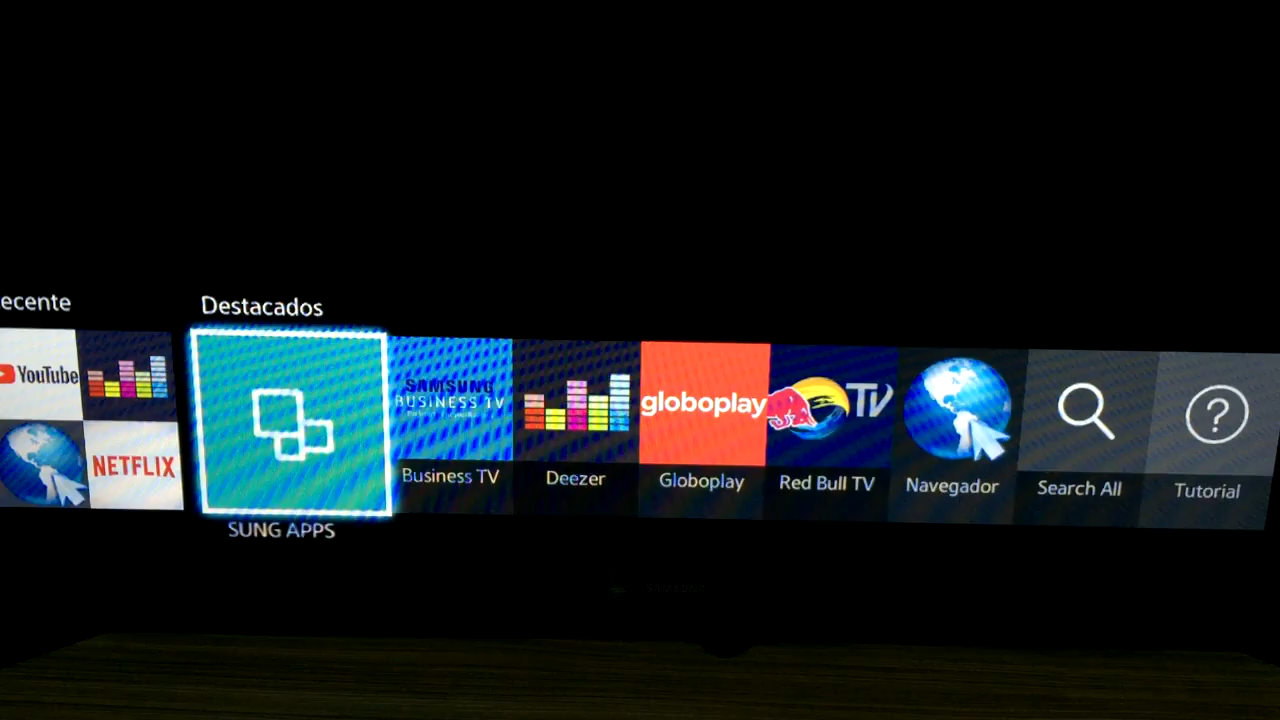 ecente
Destacados
YouTube
NETFLIX
SUNG APPS
SAMSUNG
BUSINESS TV
Business TV
Deezer
globoplay
Globoplay
TV
Red Bull TV
Navegador
Search All
?
Tutorial
SAMSUNG